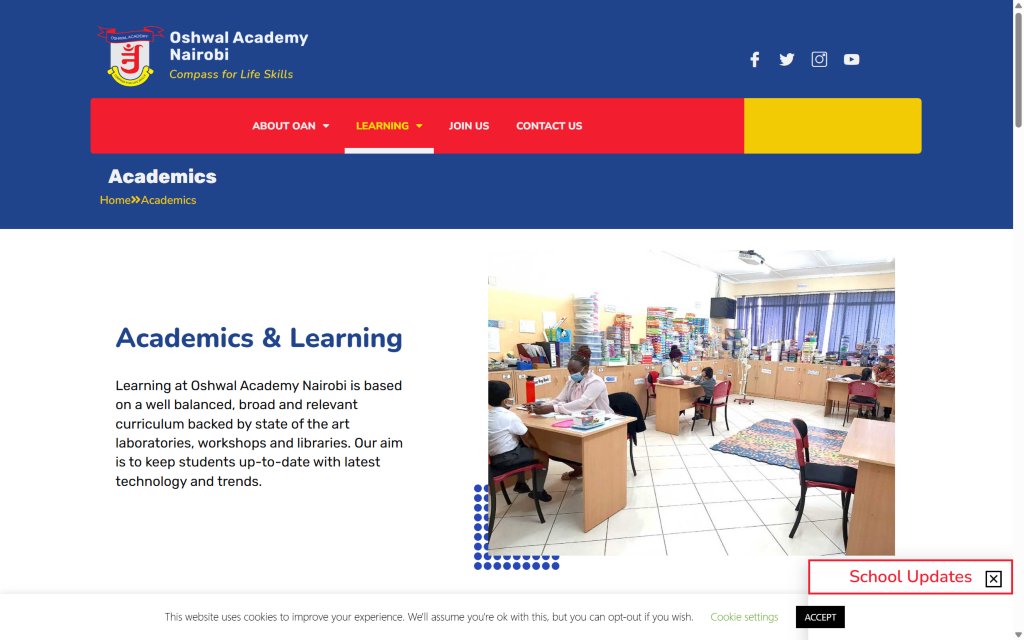 OSHWAL ACADEMY
Oshwal Academy
Nairobi
Compass for Life Skills
ABOUT OAN
LEARNING
JOIN US
CONTACT US
Academics
Home»Academics
Academics & Learning
Learning at Oshwal Academy Nairobi is based
on a well balanced, broad and relevant
curriculum backed by state of the art
laboratories, workshops and libraries. Our aim
is to keep students up-to-date with latest
technology and trends.
School Updates
This website uses cookies to improve your experience. We'll assume you're ok with this, but you can opt-out if you wish.
Cookie settings
ACCEPT